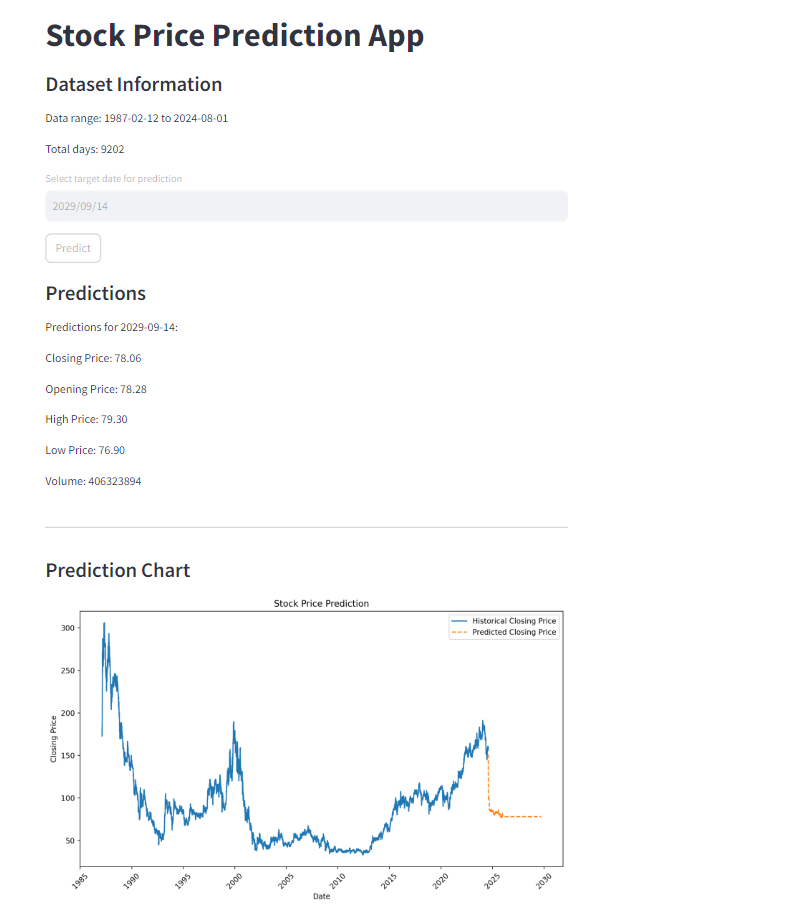 Stock Price Prediction App
Dataset Information
Data range: 1987-02-12 to 2024-08-01
Total days: 9202
Select target date for prediction
2029/09/14
Predict
Predictions
Predictions for 2029-09-14:
Closing Price: 78.06
Opening Price: 78.28
High Price: 79.30
Low Price: 76.90
Volume: 406323894
Prediction Chart
Stock Price Prediction
Historical Closing Price
Predicted Closing Price
300
250
200
150
100
50
Closing Price
1985
1990
1995
2000
2005
2010
2015
2020
2025
2030
Date